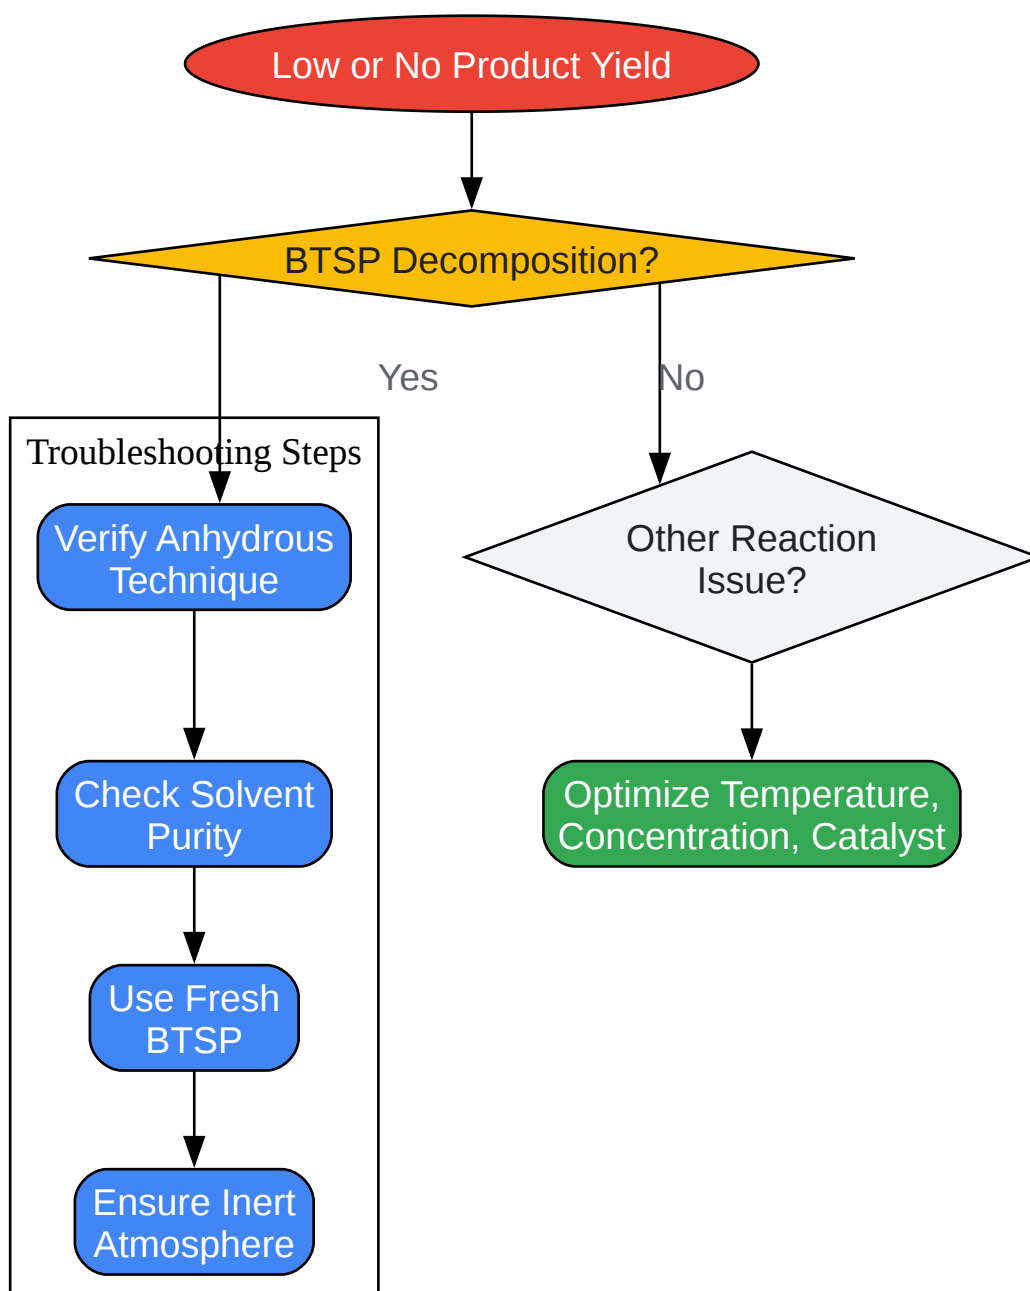 Low or No Product Yield
BTSP Decomposition?
Yes
No
Troubleshooting Steps
Verify Anhydrous
Technique
Other Reaction
Issue?
Check Solvent
Purity
Optimize Temperature,
Concentration, Catalyst
Use Fresh
BTSP
Ensure Inert
Atmosphere